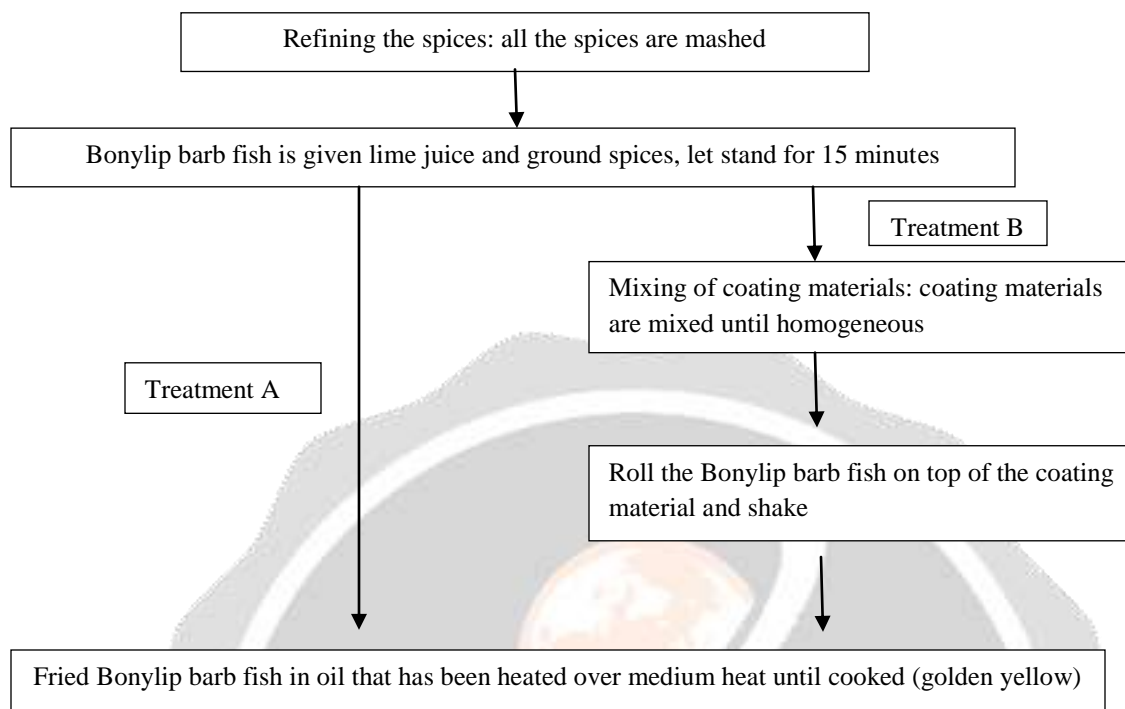 Refining the spices: all the spices are mashed
Bonylip barb fish is given lime juice and ground spices, let stand for 15 minutes
Treatment B
Mixing of coating materials: coating materials
are mixed until homogeneous
Treatment A
Roll the Bonylip barb fish on top of the coating
material and shake
Fried Bonylip barb fish in oil that has been heated over medium heat until cooked (golden yellow)